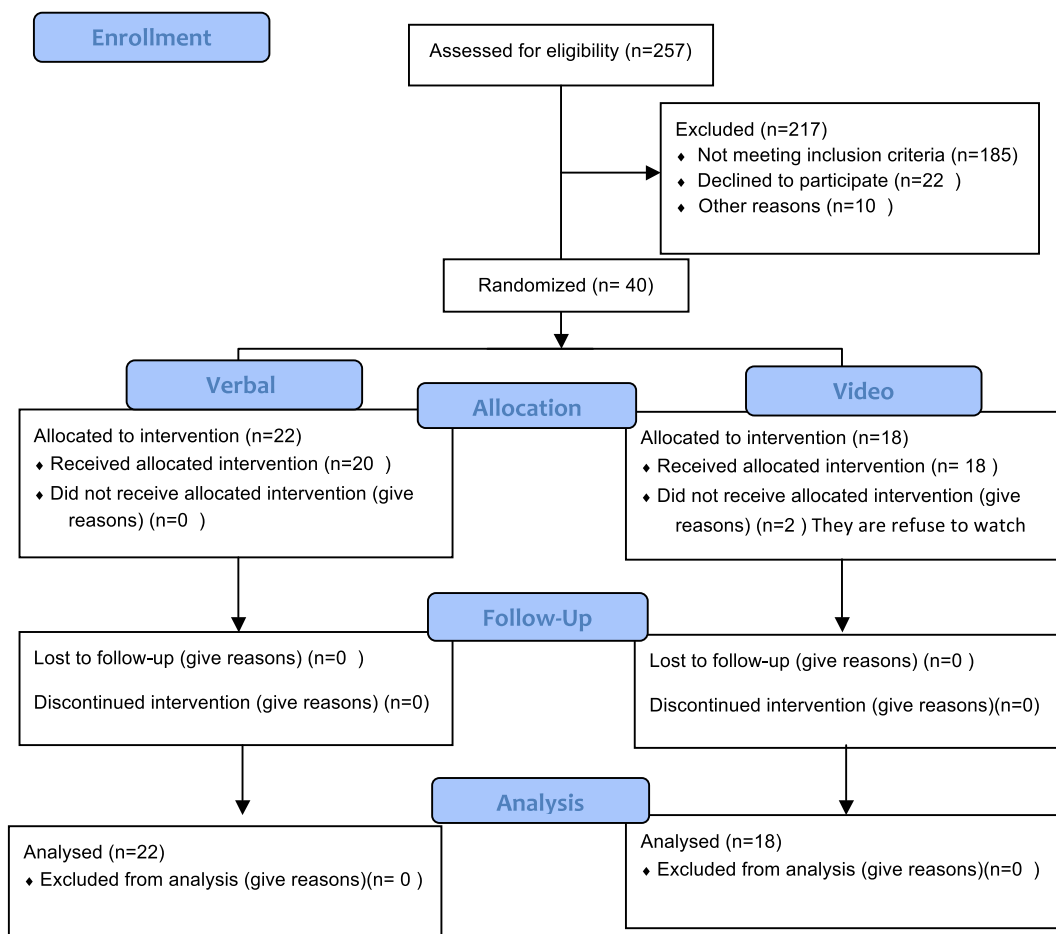 Enrollment
Assessed for eligibility (n=257)
Excluded (n=217)
♦ Not meeting inclusion criteria (n=185)
♦ Declined to participate (n=22 )
♦ Other reasons (n=10 )
Randomized (n= 40)
Verbal
Allocation
Video
Allocated to intervention (n=22)
♦ Received allocated intervention (n=20 )
♦ Did not receive allocated intervention (give
reasons) (n=0 )
Allocated to intervention (n=18)
♦ Received allocated intervention (n= 18 )
♦ Did not receive allocated intervention (give
reasons) (n=2 ) They are refuse to watch
Follow-Up
Lost to follow-up (give reasons) (n=0 )
Discontinued intervention (give reasons) (n=0)
Lost to follow-up (give reasons) (n=0 )
Discontinued intervention (give reasons)(n=0)
Analysis
Analysed (n=22)
♦ Excluded from analysis (give reasons)(n= 0 )
Analysed (n=18)
♦ Excluded from analysis (give reasons)(n=0 )